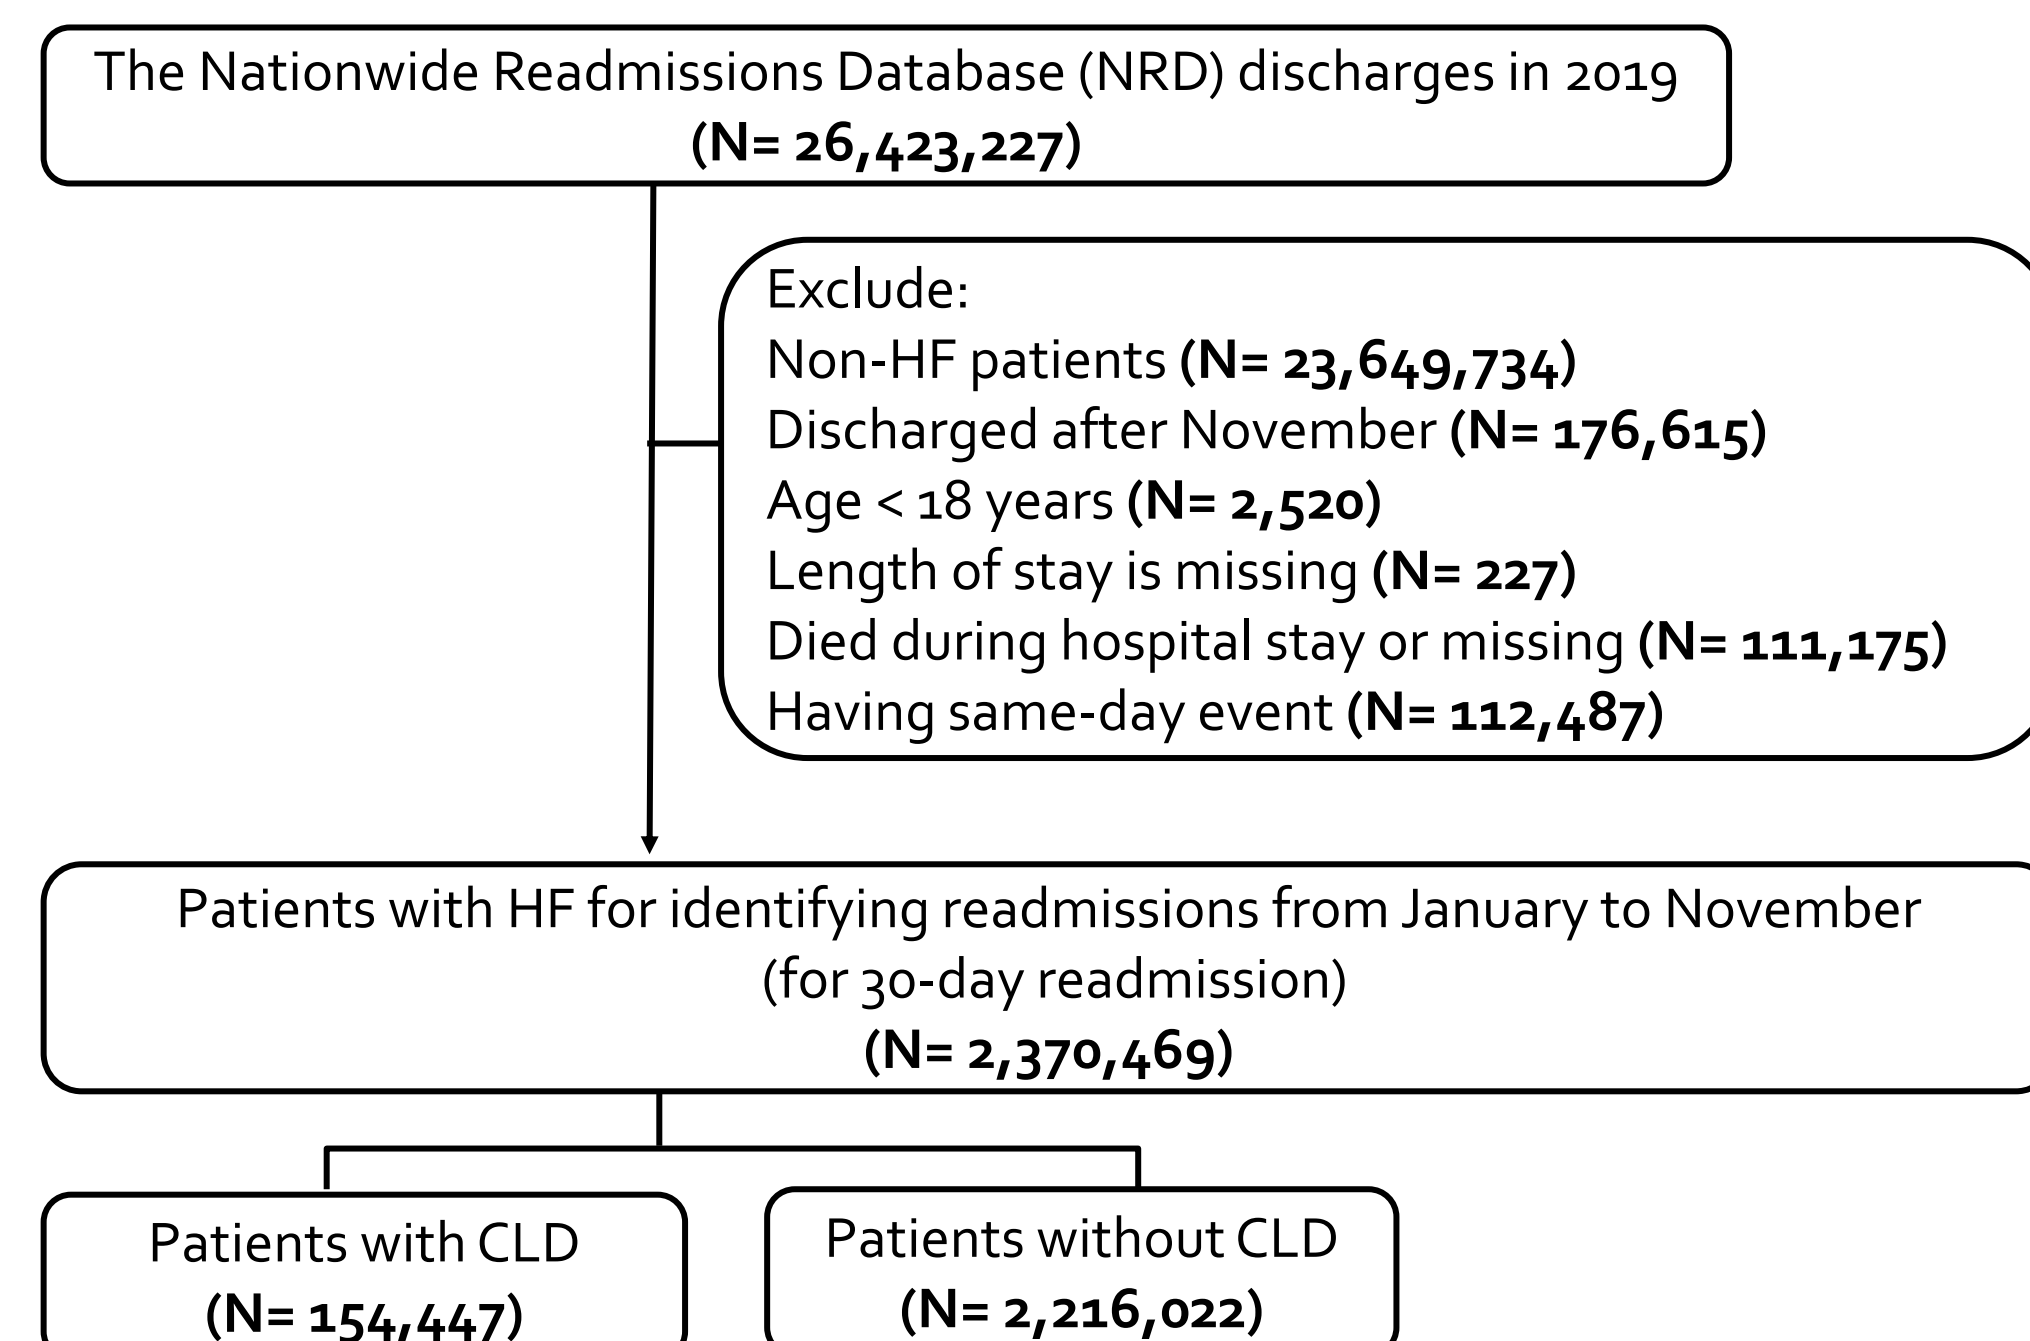 The Nationwide Readmissions Database (NRD) discharges in 2019
(N= 26,423,227)
Exclude:
Non-HF patients (N= 23,649,734)
Discharged after November (N= 176,615)
Age < 18 years (N= 2,520)
Length of stay is missing (N= 227)
Died during hospital stay or missing (N= 111,175)
Having same-day event (N= 112,487)
Patients with HF for identifying readmissions from January to November
(for 30-day readmission)
(N= 2,370,469)
Patients with CLD
(N= 154,447)
Patients without CLD
(N= 2,216,022)